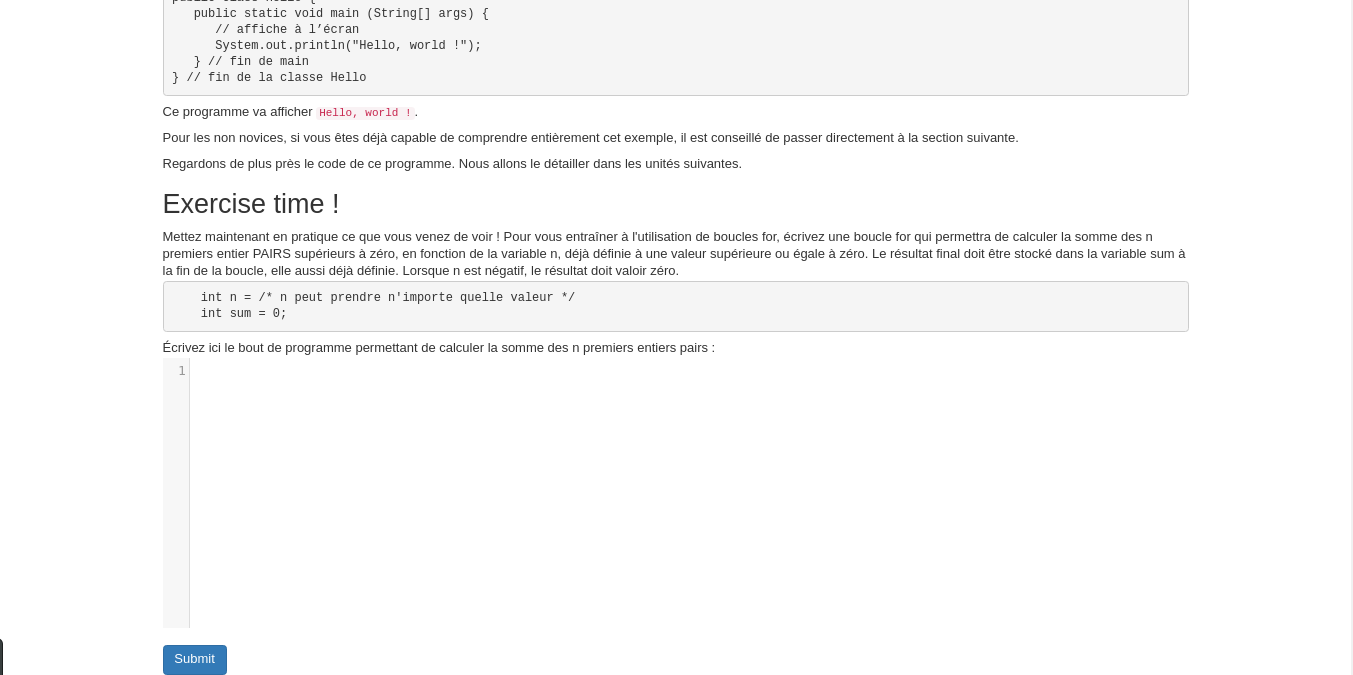 public class Hello {
public static void main (String[] args) {
// affiche à l’écran
System.out.println("Hello, world !");
} // fin de main
} // fin de la classe Hello
Ce programme va afficher Hello, world !.
Pour les non novices, si vous êtes déjà capable de comprendre entièrement cet exemple, il est conseillé de passer directement à la section suivante.
Regardons de plus près le code de ce programme. Nous allons le détailler dans les unités suivantes.
Exercise time !
Mettez maintenant en pratique ce que vous venez de voir ! Pour vous entraîner à l'utilisation de boucles for, écrivez une boucle for qui permettra de calculer la somme des n
premiers entier PAIRS supérieurs à zéro, en fonction de la variable n, déjà définie à une valeur supérieure ou égale à zéro. Le résultat final doit être stocké dans la variable sum à
la fin de la boucle, elle aussi déjà définie. Lorsque n est négatif, le résultat doit valoir zéro.
int n = /* n peut prendre n'importe quelle valeur */
int sum = 0;
Écrivez ici le bout de programme permettant de calculer la somme des n premiers entiers pairs :
1
Submit